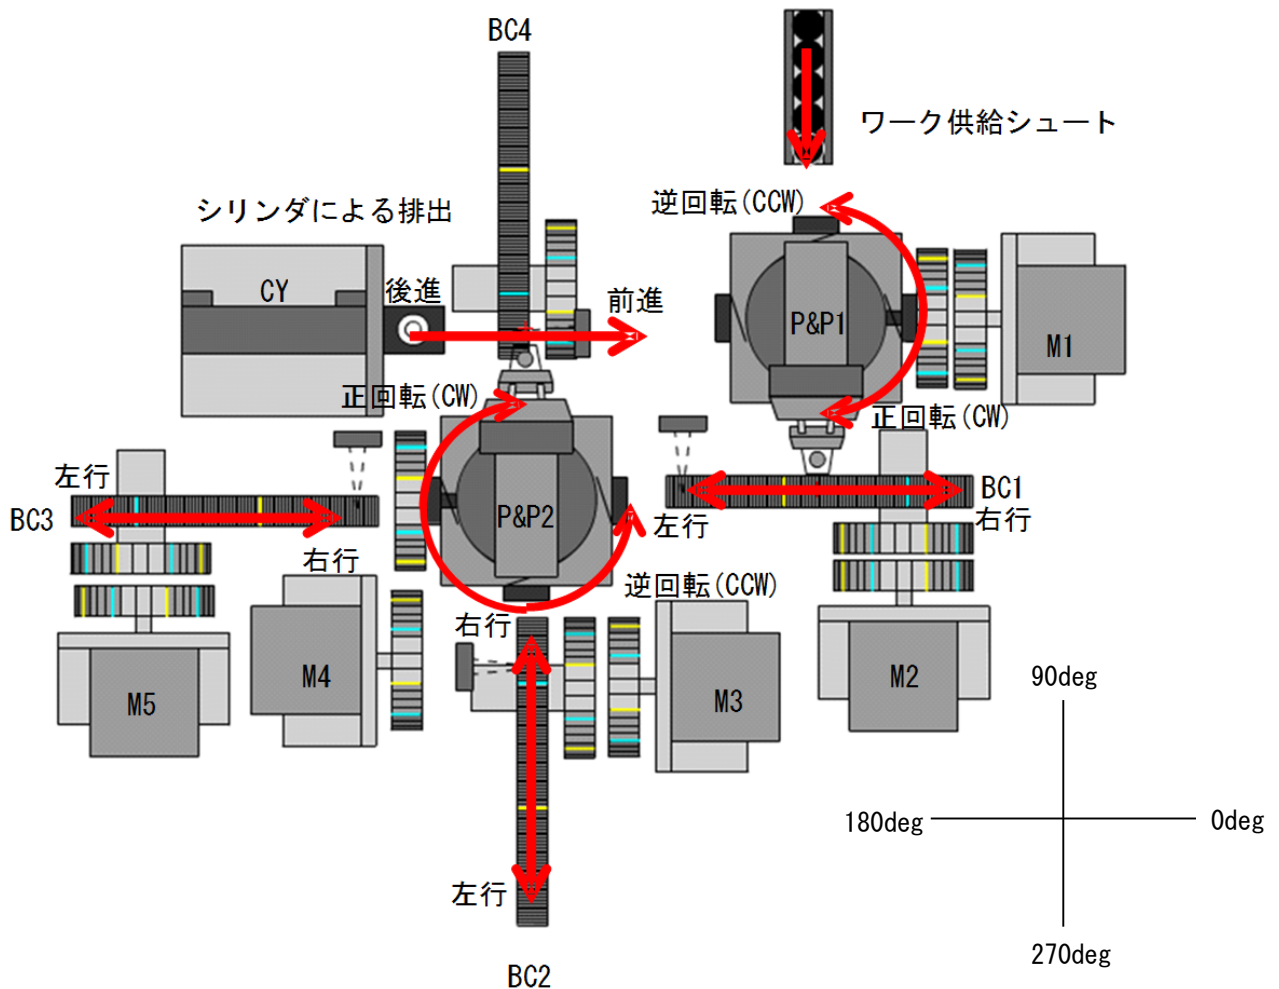 BC4
ワーク供給シュート
逆回転(CCW)
シリンダによる排出
CY
後進
前進
P&P1
M1
正回転(CW)
正回転(CW)
左行
BC3
右行
P&P2
左行
BC1
右行
逆回転(CCW)
右行
M5
M4
M3
M2
90deg
180deg
0deg
左行
270deg
BC2